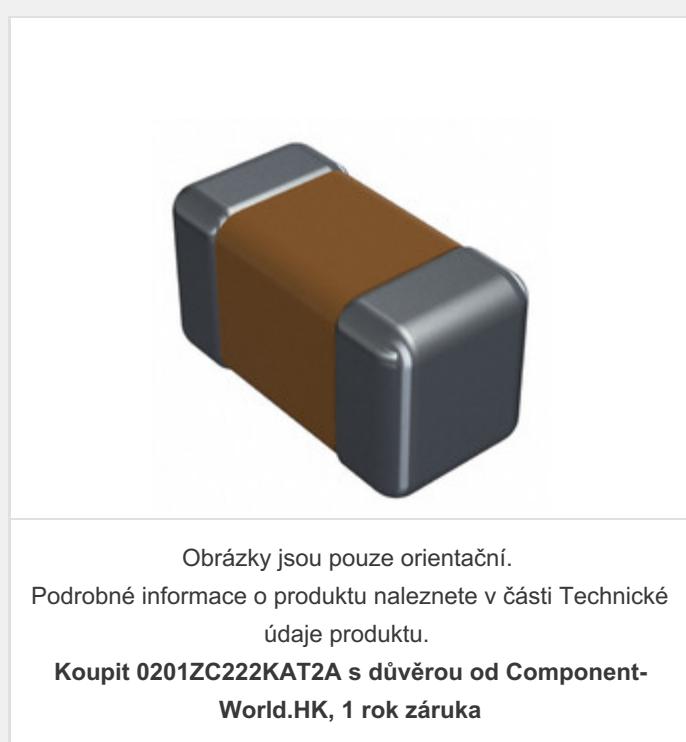 Obrázky jsou pouze orientační.
Podrobné informace o produktu naleznete v části Technické
údaje produktu.
Koupit 0201ZC222KAT2A s důvěrou od Component-
World.HK, 1 rok záruka